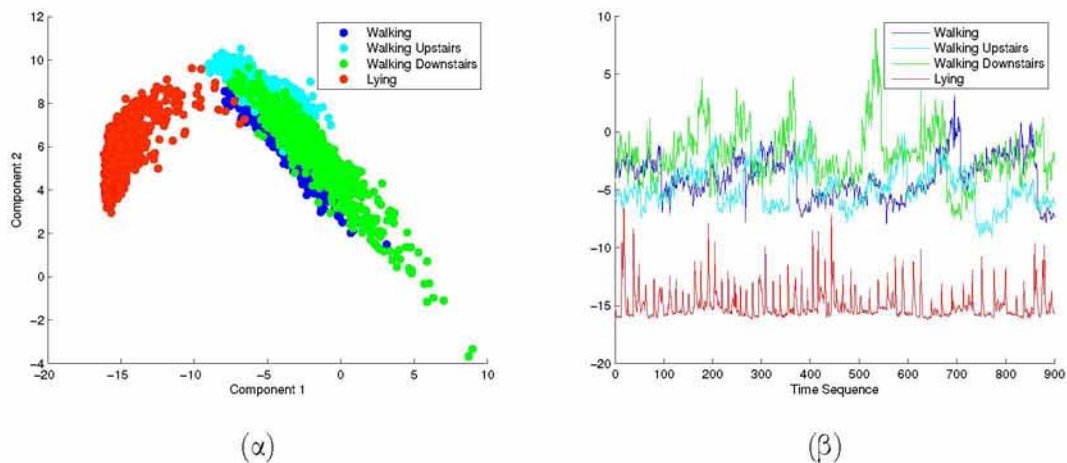 12
10
8
6
4
2
0
−2
−4
−20
−15
−10
−5
0
5
10
Component 2
Component 1
Walking
Walking Upstairs
Walking Downstairs
Lying
(α)
10
5
0
−5
−10
−15
−20
0
100
200
300
400
500
600
700
800
900
Time Sequence
Walking
Walking Upstairs
Walking Downstairs
Lying
(β)